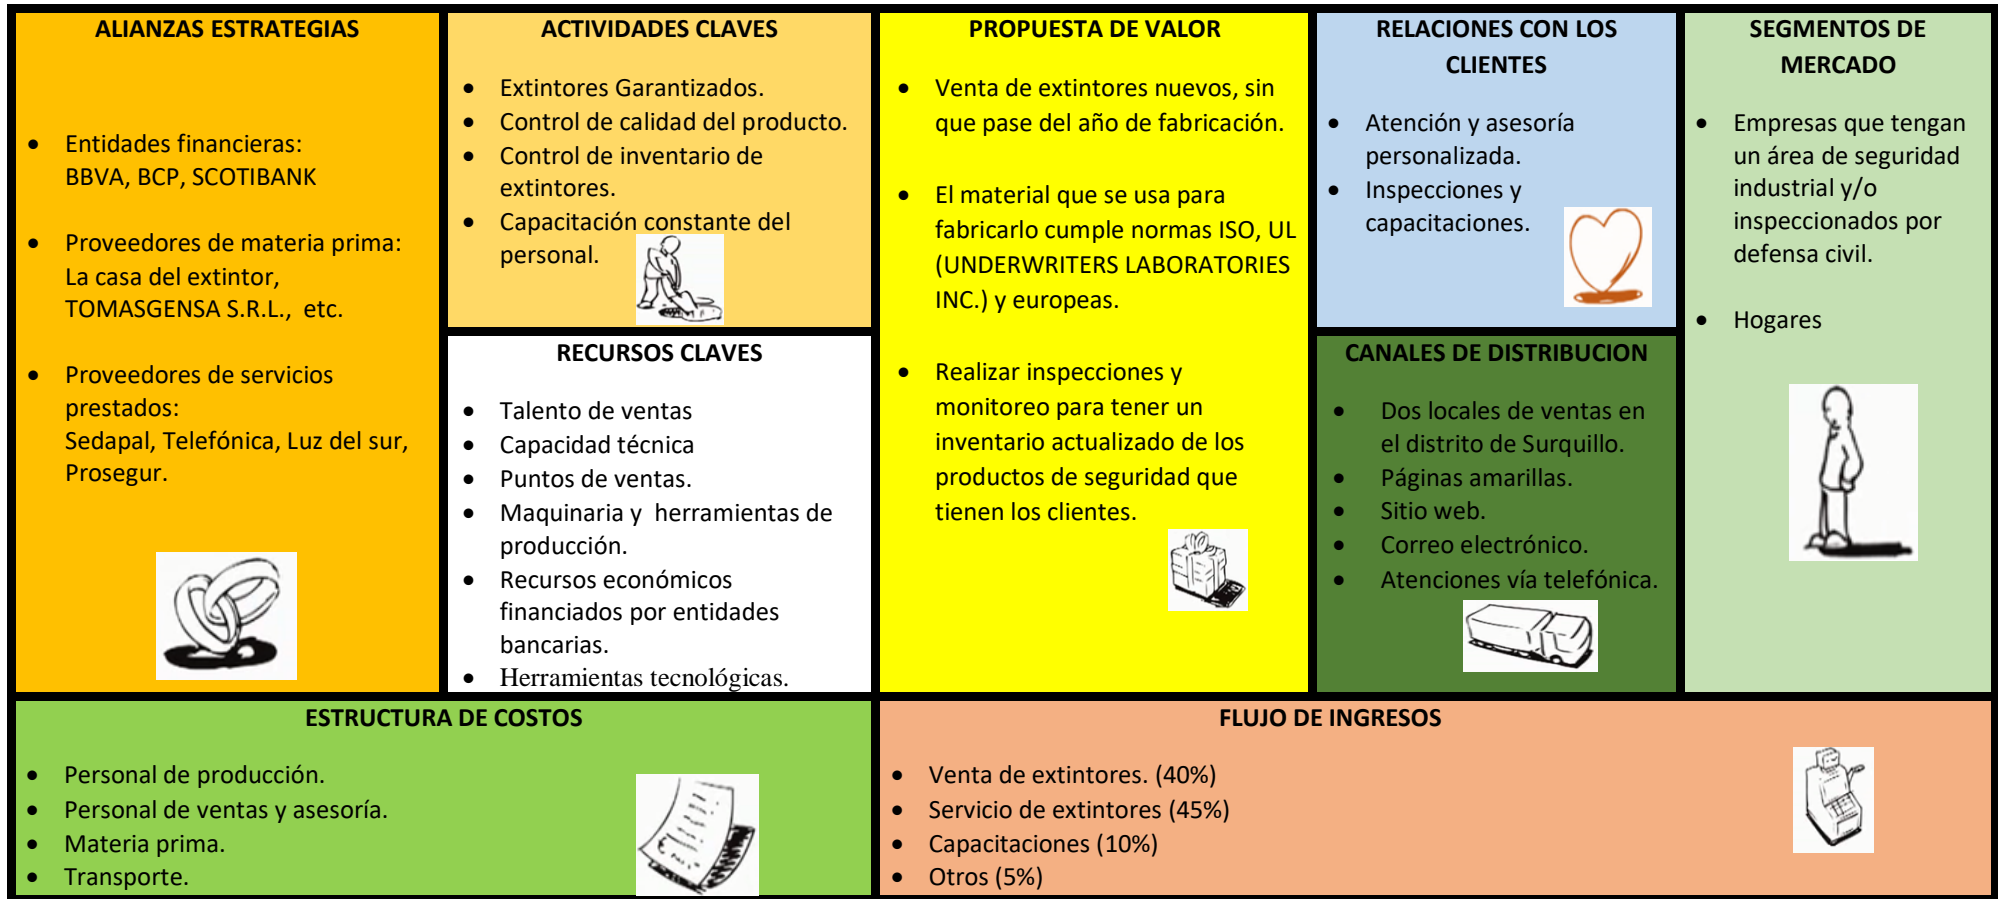 ALIANZAS ESTRATEGIAS
• Entidades financieras:
BBVA, BCP, SCOTIBANK
• Proveedores de materia prima:
La casa del extintor,
TOMASGENSA S.R.L., etc.
• Proveedores de servicios
prestados:
Sedapal, Telefónica, Luz del sur,
Prosegur.
ACTIVIDADES CLAVES
• Extintores Garantizados.
• Control de calidad del producto.
• Control de inventario de
extintores.
• Capacitación constante del
personal.
RECURSOS CLAVES
• Talento de ventas
• Capacidad técnica
• Puntos de ventas.
• Maquinaria y herramientas de
producción.
• Recursos económicos
financiados por entidades
bancarias.
• Herramientas tecnológicas.
PROPUESTA DE VALOR
• Venta de extintores nuevos, sin
que pase del año de fabricación.
• El material que se usa para
fabricarlo cumple normas ISO, UL
(UNDERWRITERS LABORATORIES
INC.) y europeas.
• Realizar inspecciones y
monitoreo para tener un
inventario actualizado de los
productos de seguridad que
tienen los clientes.
RELACIONES CON LOS
CLIENTES
• Atención y asesoría
personalizada.
• Inspecciones y
capacitaciones.
CANALES DE DISTRIBUCION
• Dos locales de ventas en
el distrito de Surquillo.
• Páginas amarillas.
• Sitio web.
• Correo electrónico.
• Atenciones vía telefónica.
SEGMENTOS DE
MERCADO
• Empresas que tengan
un área de seguridad
industrial y/o
inspeccionados por
defensa civil.
• Hogares
ESTRUCTURA DE COSTOS
• Personal de producción.
• Personal de ventas y asesoría.
• Materia prima.
• Transporte.
FLUJO DE INGRESOS
• Venta de extintores. (40%)
• Servicio de extintores (45%)
• Capacitaciones (10%)
• Otros (5%)